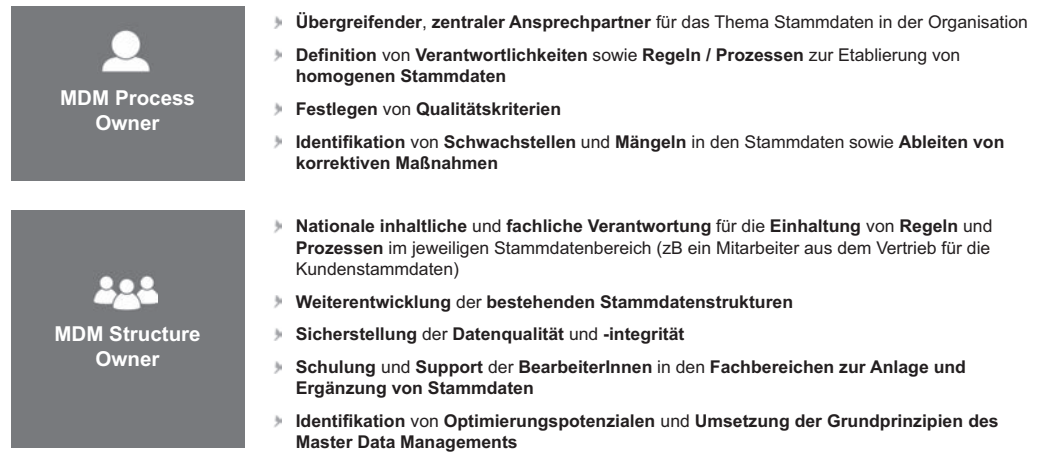 MDM Process
Owner
Übergreifender, zentraler Ansprechpartner für das Thema Stammdaten in der Organisation
Definition von Verantwortlichkeiten sowie Regeln / Prozessen zur Etablierung von
homogenen Stammdaten
Festlegen von Qualitätskriterien
Identifikation von Schwachstellen und Mängeln in den Stammdaten sowie Ableiten von
korrektiven Maßnahmen
MDM Structure
Owner
Nationale inhaltliche und fachliche Verantwortung für die Einhaltung von Regeln und
Prozessen im jeweiligen Stammdatenbereich (zB ein Mitarbeiter aus dem Vertrieb für die
Kundenstammdaten)
Weiterentwicklung der bestehenden Stammdatenstrukturen
Sicherstellung der Datenqualität und -integrität
Schulung und Support der BearbeiterInnen in den Fachbereichen zur Anlage und
Ergänzung von Stammdaten
Identifikation von Optimierungspotenzialen und Umsetzung der Grundprinzipien des
Master Data Managements